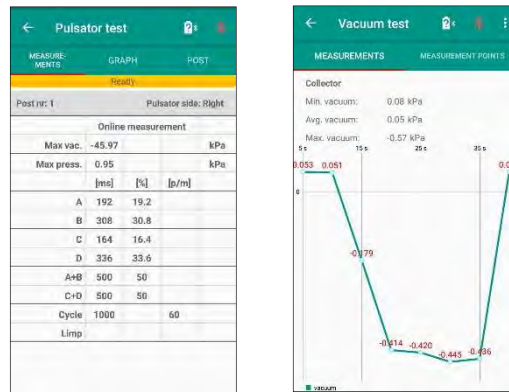 Pulsator test
MEASURE-
MENTS
GRAPH
POST
Ready
Post nr: 1
Pulsator side: Right
Online measurement
Max vac. -45.97 kPa
Max press. 0.95 kPa
[ms] [%] [p/m]
A 192 19.2
B 308 30.8
C 164 16.4
D 336 33.6
A+B 500 50
C+D 500 50
Cycle 1000 60
Limp
Vacuum test
MEASUREMENTS
MEASUREMENT POINTS
Collector
Min. vacuum: 0.08 kPa
Avg. vacuum: 0.05 kPa
Max. vacuum: -0.57 kPa
5 s 15 s 25 s 35 s
0.053 0.051 0.0
0
-0.179
-0.414 -0.420 -0.445 -0.436
vacuum